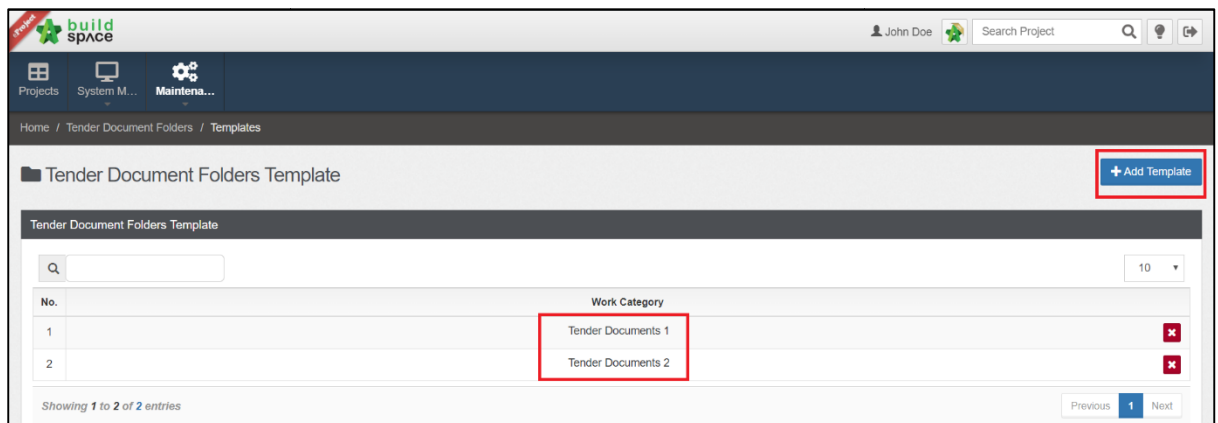 eProject
build
spʌce
John Doe
Search Project
Projects
System M...
Maintena...
Home / Tender Document Folders / Templates
Tender Document Folders Template
+ Add Template
Tender Document Folders Template
10
No. Work Category
1 Tender Documents 1
2 Tender Documents 2
Showing 1 to 2 of 2 entries
Previous 1 Next